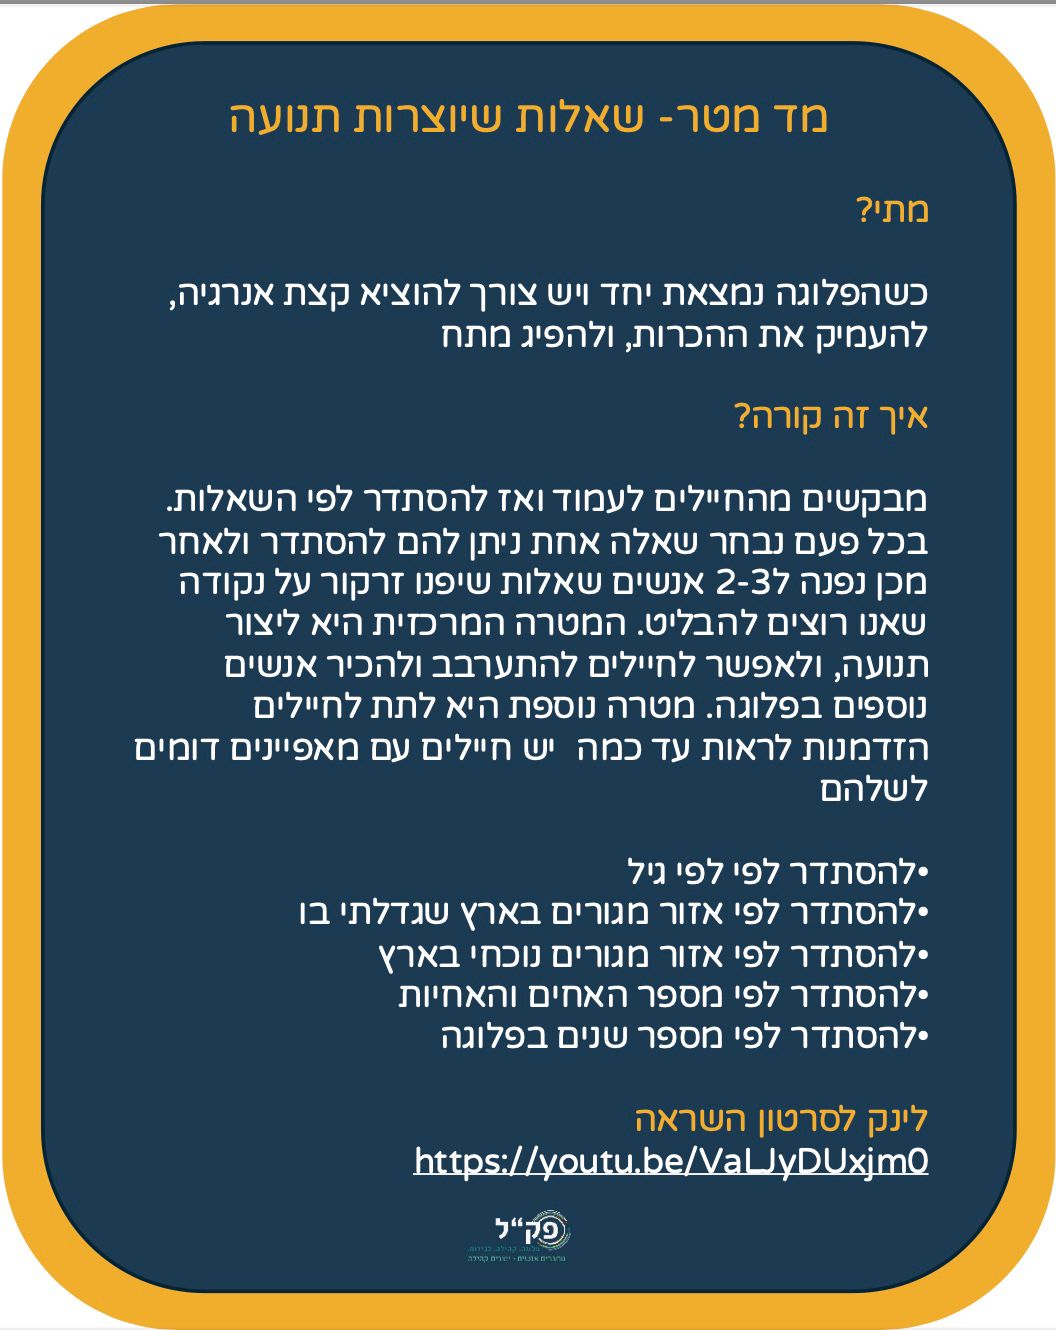 מד מטר- שאלות שיוצרות תנועה
מתי?
כשהפלוגה נמצאת יחד ויש צורך להוציא קצת אנרגיה,
להעמיק את ההכרות, ולהפיג מתח
איך זה קורה?
מבקשים מהחיילים לעמוד ואז להסתדר לפי השאלות.
בכל פעם נבחר שאלה אחת ניתן להם להסתדר ולאחר
מכן נפנה ל2-3 אנשים שאלות שיפנו זרקור על נקודה
שאנו רוצים להבליט. המטרה המרכזית היא ליצור
תנועה, ולאפשר לחיילים להתערבב ולהכיר אנשים
נוספים בפלוגה. מטרה נוספת היא לתת לחיילים
הזדמנות לראות עד כמה  יש חיילים עם מאפיינים דומים
לשלהם
•להסתדר לפי לפי גיל
•להסתדר לפי אזור מגורים בארץ שגדלתי בו
•להסתדר לפי אזור מגורים נוכחי בארץ
•להסתדר לפי מספר האחים והאחיות
•להסתדר לפי מספר שנים בפלוגה
לינק לסרטון השראה
https://youtu.be/VaLJyDUxjm0
פק"ל
מחברים אנשים - יוצרים קהילה